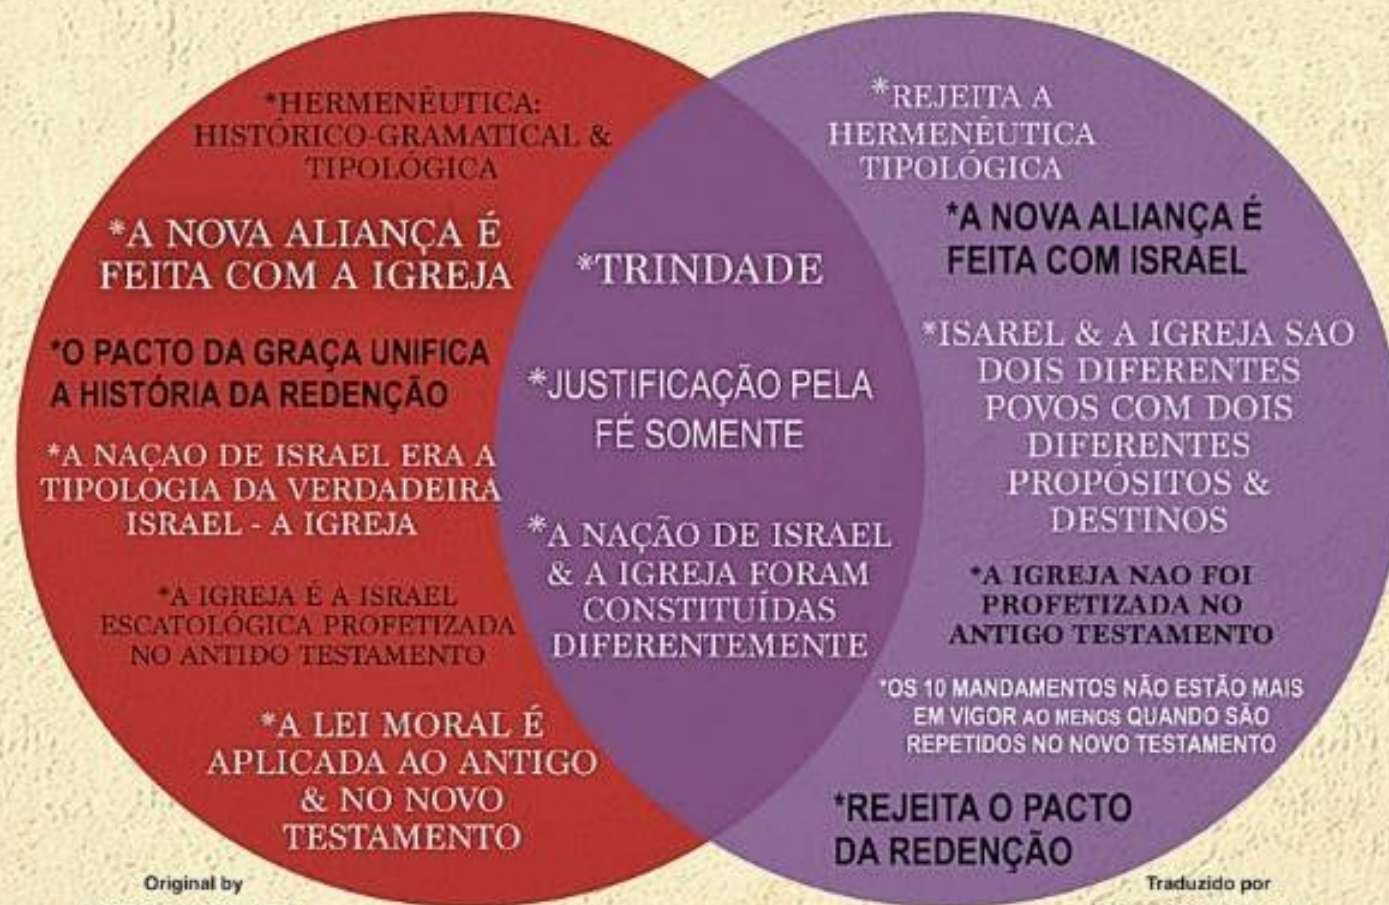 *HERMENÊUTICA:
HISTÓRICO-GRAMATICAL &
TIPOLÓGICA
*A NOVA ALIANÇA É
FEITA COM A IGREJA
*O PACTO DA GRAÇA UNIFICA
A HISTÓRIA DA REDENÇÃO
*A NAÇAO DE ISRAEL ERA A
TIPOLOGIA DA VERDADEIRA
ISRAEL - A IGREJA
*A IGREJA É A ISRAEL
ESCATOLÓGICA PROFETIZADA
NO ANTIDO TESTAMENTO
*A LEI MORAL É
APLICADA AO ANTIGO
& NO NOVO
TESTAMENTO
*TRINDADE
*JUSTIFICAÇÃO PELA
FÉ SOMENTE
*A NAÇÃO DE ISRAEL
& A IGREJA FORAM
CONSTITUÍDAS
DIFERENTEMENTE
*REJEITA A
HERMENÊUTICA
TIPOLÓGICA
*A NOVA ALIANÇA É
FEITA COM ISRAEL
*ISAREL & A IGREJA SAO
DOIS DIFERENTES
POVOS COM DOIS
DIFERENTES
PROPÓSITOS &
DESTINOS
*A IGREJA NAO FOI
PROFETIZADA NO
ANTIGO TESTAMENTO
*OS 10 MANDAMENTOS NÃO ESTÃO MAIS
EM VIGOR AO MENOS QUANDO SÃO
REPETIDOS NO NOVO TESTAMENTO
*REJEITA O PACTO
DA REDENÇÃO
Original by
Traduzido por